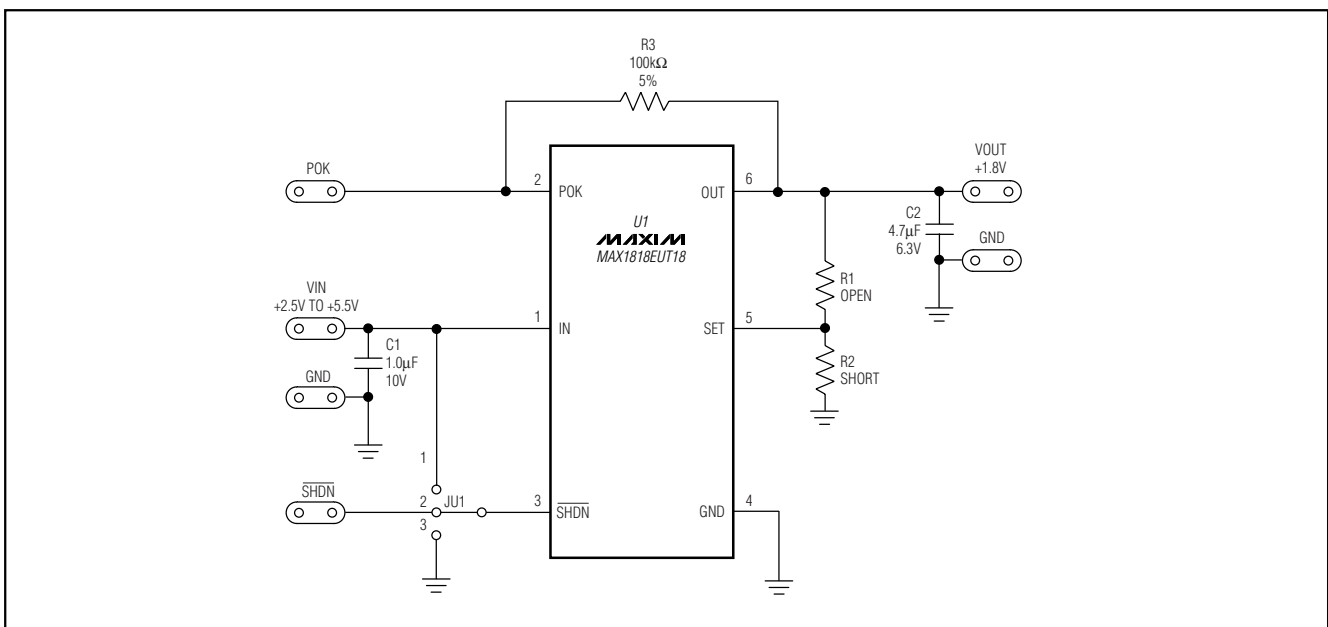 R3
100kΩ
5%
POK
2
POK
OUT
6
VOUT
+1.8V
U1
MAXIM
MAX1818EUT18
C2
4.7μF
6.3V
GND
R1
OPEN
VIN
+2.5V TO +5.5V
1
IN
SET
5
C1
1.0μF
10V
R2
SHORT
GND
1
SHDN
2
JU1
3
3
SHDN
GND
4